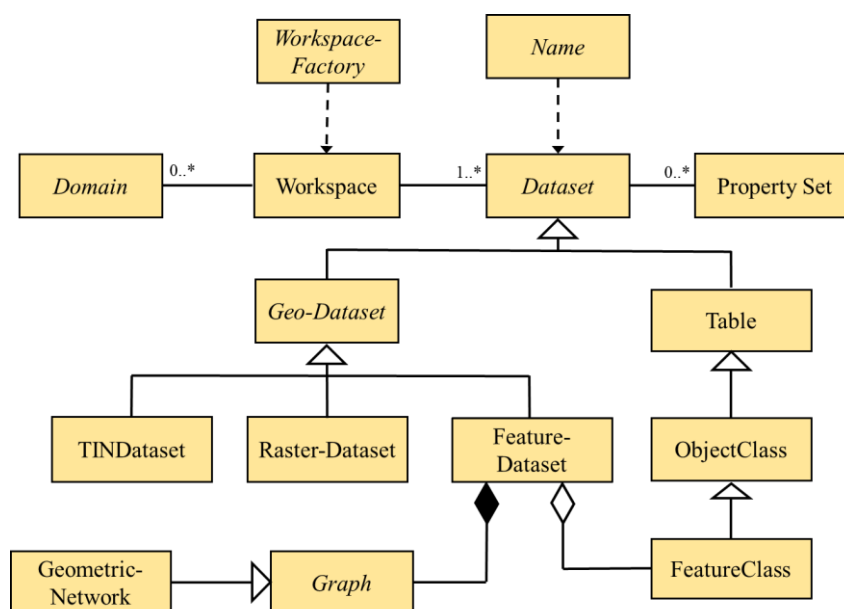 Workspace-
Factory
Name
Domain
0..*
Workspace
1..*
Dataset
0..*
Property Set
Geo-Dataset
Table
TINDataset
Raster-Dataset
Feature-
Dataset
ObjectClass
Geometric-
Network
Graph
FeatureClass